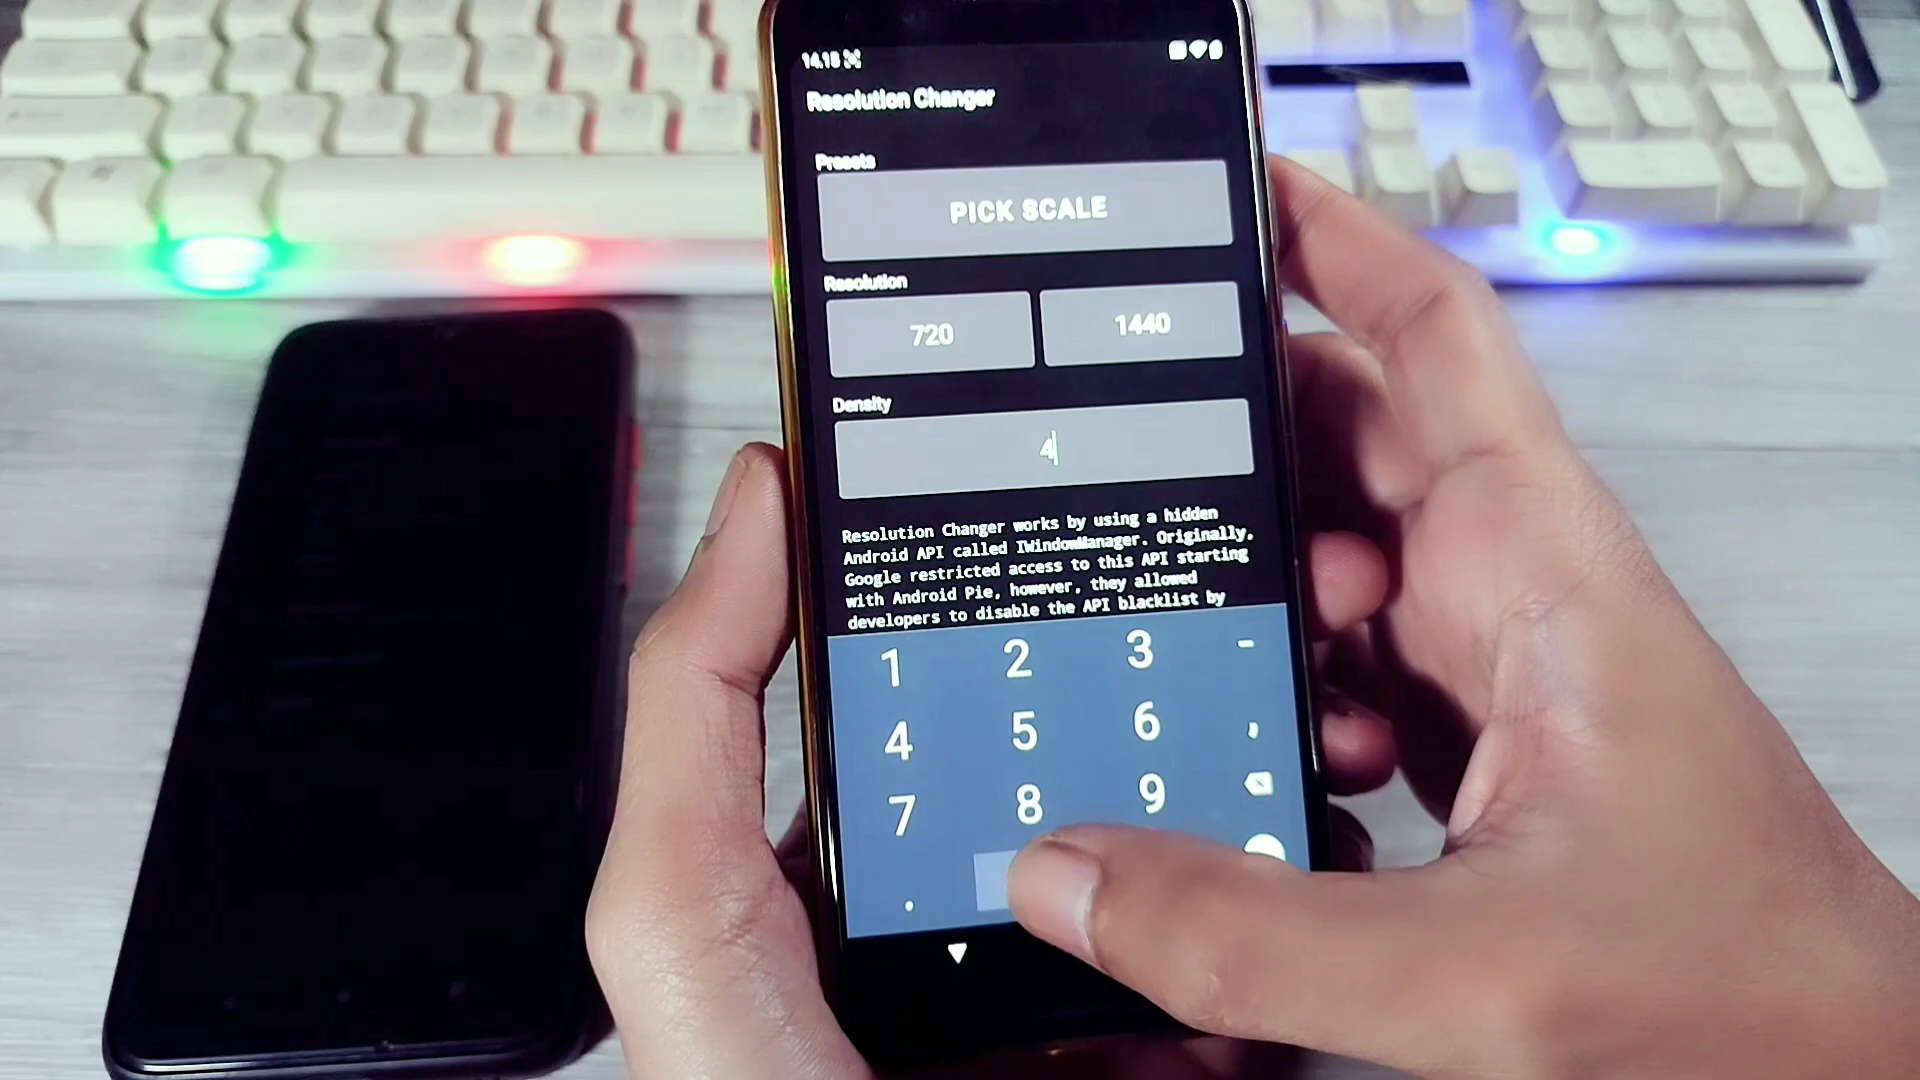 14.18
Resolution Changer
Presets
PICK SCALE
Resolution
720 1440
Density
4
Resolution Changer works by using a hidden
Android API called IWindowManager. Originally,
Google restricted access to this API starting
with Android Pie, however, they allowed
developers to disable the API blacklist by
1 2 3 -
4 5 6 ,
7 8 9
.